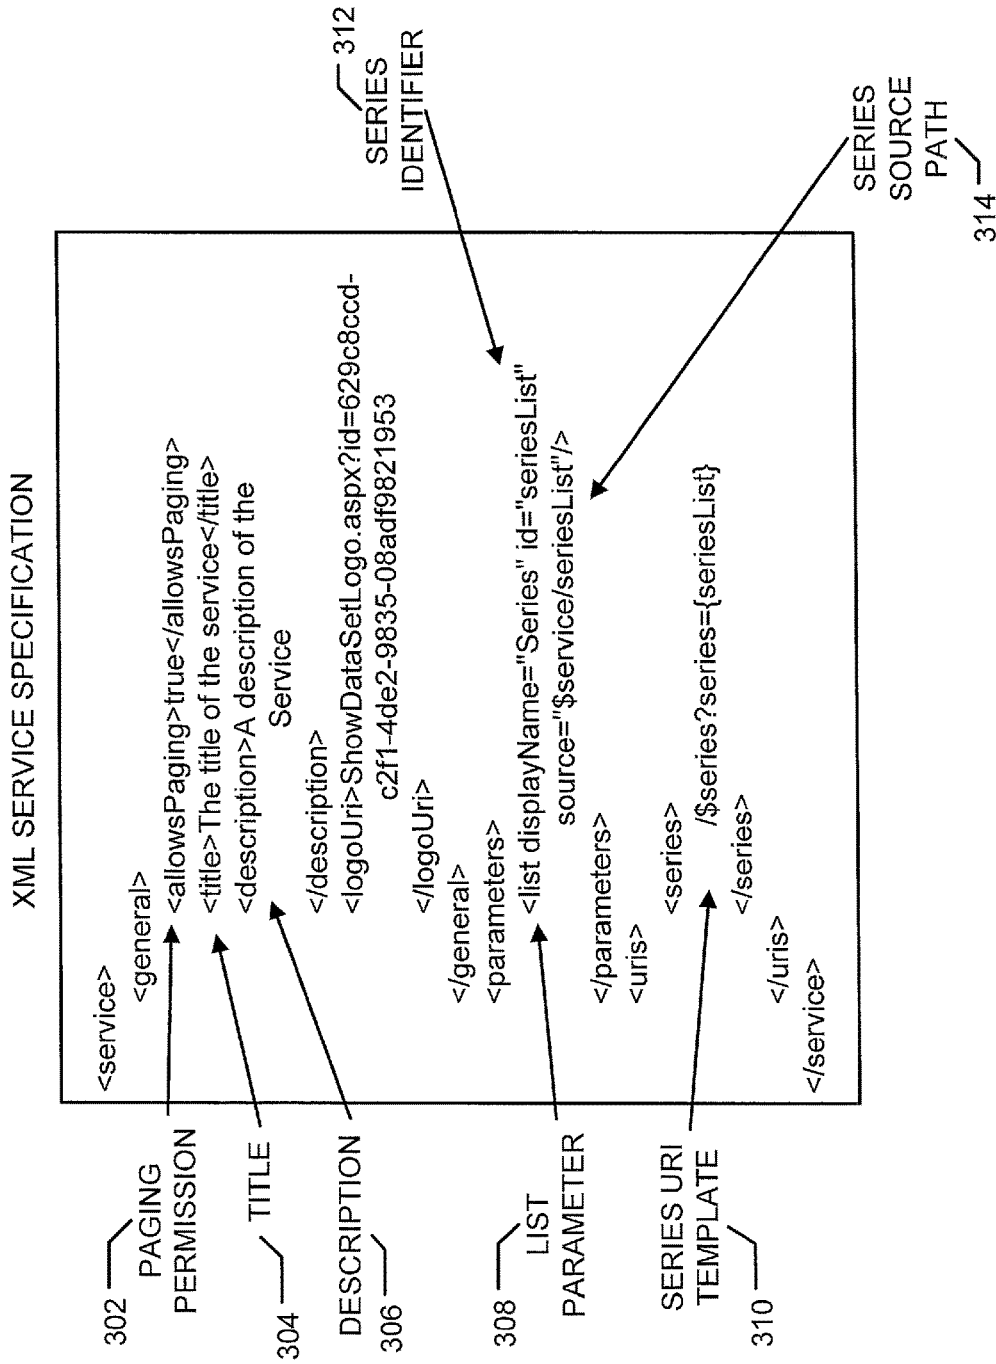 XML SERVICE SPECIFICATION
<service>
<general>
<allowsPaging>true</allowsPaging>
<title>The title of the service</title>
<description>A description of the
Service
</description>
<logoUri>ShowDataSetLogo.aspx?id=629c8ccd-
c2f1-4de2-9835-08adf9821953
</logoUri>
</general>
<parameters>
<list displayName="Series" id="seriesList"
source="$service/seriesList"/>
</parameters>
<uris>
<series>
/$series?series={seriesList}
</series>
</uris>
</service>
302
PAGING
PERMISSION
304
TITLE
DESCRIPTION
306
308
LIST
PARAMETER
SERIES URI
TEMPLATE
310
312
SERIES
IDENTIFIER
SERIES
SOURCE
PATH
314